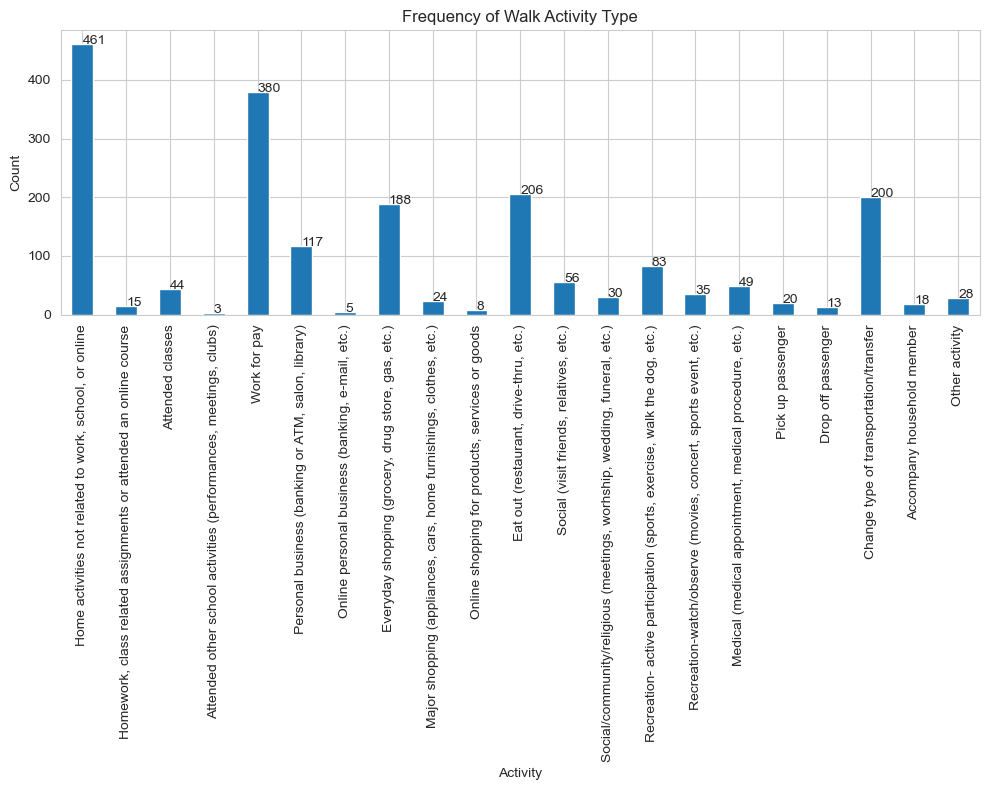 Frequency of Walk Activity Type
Count
400
300
200
100
0
461
15
44
3
380
117
5
188
24
8
206
56
30
83
35
49
20
13
200
18
28
Home activities not related to work, school, or online
Homework, class related assignments or attended an online course
Attended classes
Attended other school activities (performances, meetings, clubs)
Work for pay
Personal business (banking or ATM, salon, library)
Online personal business (banking, e-mail, etc.)
Everyday shopping (grocery, drug store, gas, etc.)
Major shopping (appliances, cars, home furnishings, clothes, etc.)
Online shopping for products, services or goods
Eat out (restaurant, drive-thru, etc.)
Social (visit friends, relatives, etc.)
Social/community/religious (meetings, worhship, wedding, funeral, etc.)
Recreation- active participation (sports, exercise, walk the dog, etc.)
Recreation-watch/observe (movies, concert, sports event, etc.)
Medical (medical appointment, medical procedure, etc.)
Pick up passenger
Drop off passenger
Change type of transportation/transfer
Accompany household member
Other activity
Activity